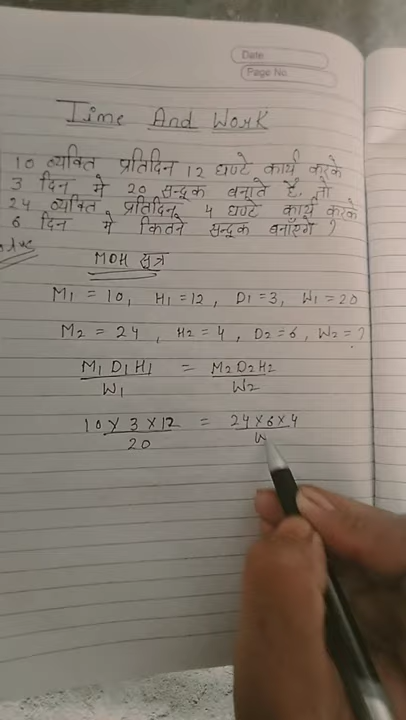 Date
Page No.
Time And Work
10 व्यक्ति प्रतिदिन 12 घण्टे कार्य करके
3 दिन मे 20 सन्दूक बनाते हैं, तो
24 व्यक्ति प्रतिदिन, 4 घण्टे कार्य करके
6 दिन में कितने सन्दूक बनाएँगे ?
MDH सूत्र
M1 = 10, H1 = 12, D1 = 3, W1 = 20
M2 = 24, H2 = 4, D2 = 6, W2 = ?
M1 D1 H1 / W1 = M2 D2 H2 / W2
10 × 3 × 12 / 20 = 24 × 6 × 4 / W